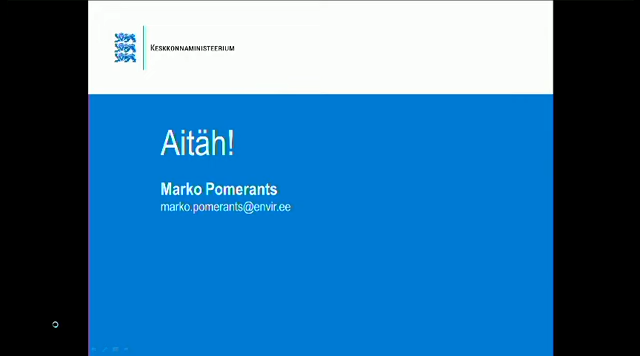 KESKKONNAMINISTEERIUM
Aitäh!
Marko Pomerants
marko.pomerants@envir.ee